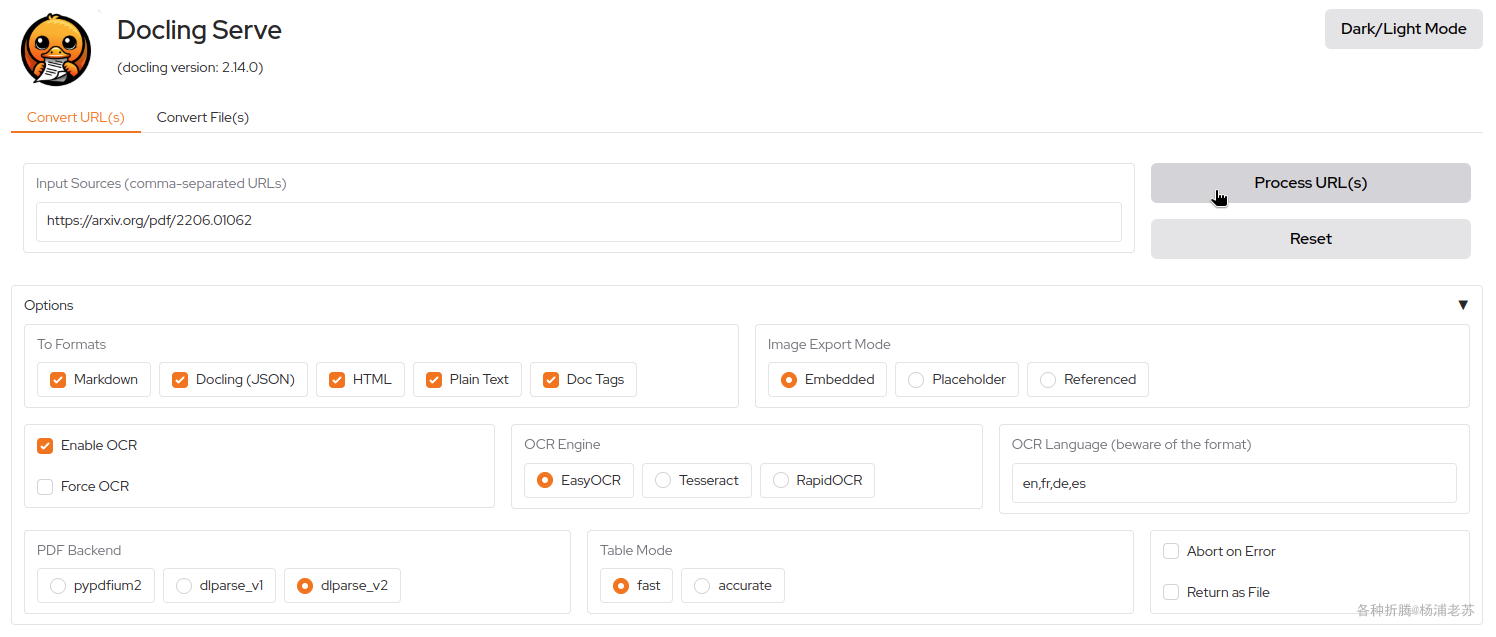 Docling Serve
Dark/Light Mode
(docling version: 2.14.0)
Convert URL(s) Convert File(s)
Input Sources (comma-separated URLs)
https://arxiv.org/pdf/2206.01062
Process URL(s)
Reset
Options ▼
To Formats
Markdown Docling (JSON) HTML Plain Text Doc Tags
Image Export Mode
Embedded Placeholder Referenced
Enable OCR
Force OCR
OCR Engine
EasyOCR Tesseract RapidOCR
OCR Language (beware of the format)
en,fr,de,es
PDF Backend
pypdfium2 dlparse_v1 dlparse_v2
Table Mode
fast accurate
Abort on Error
Return as File
各种折腾@杨浦老苏